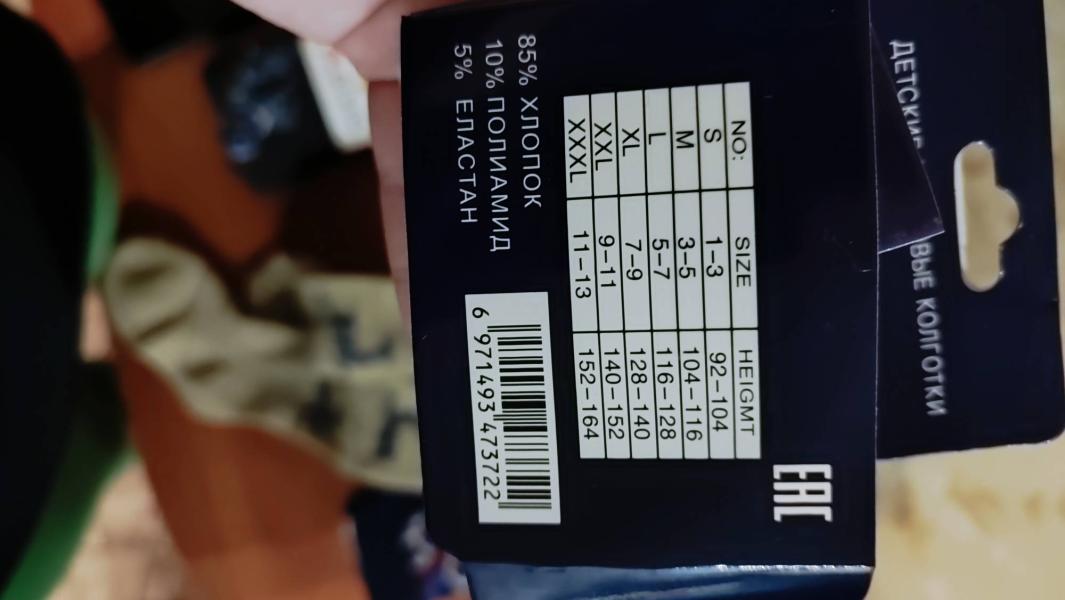 ДЕТСКИЕ
ВЫЕ КОЛГОТКИ
NO: SIZE HEIGMT
S 1-3 92-104
M 3-5 104-116
L 5-7 116-128
XL 7-9 128-140
XXL 9-11 140-152
XXXL 11-13 152-164
EAC
85% ХЛОПОК
10% ПОЛИАМИД
5% ЕЛАСТАН
6 971493 473722